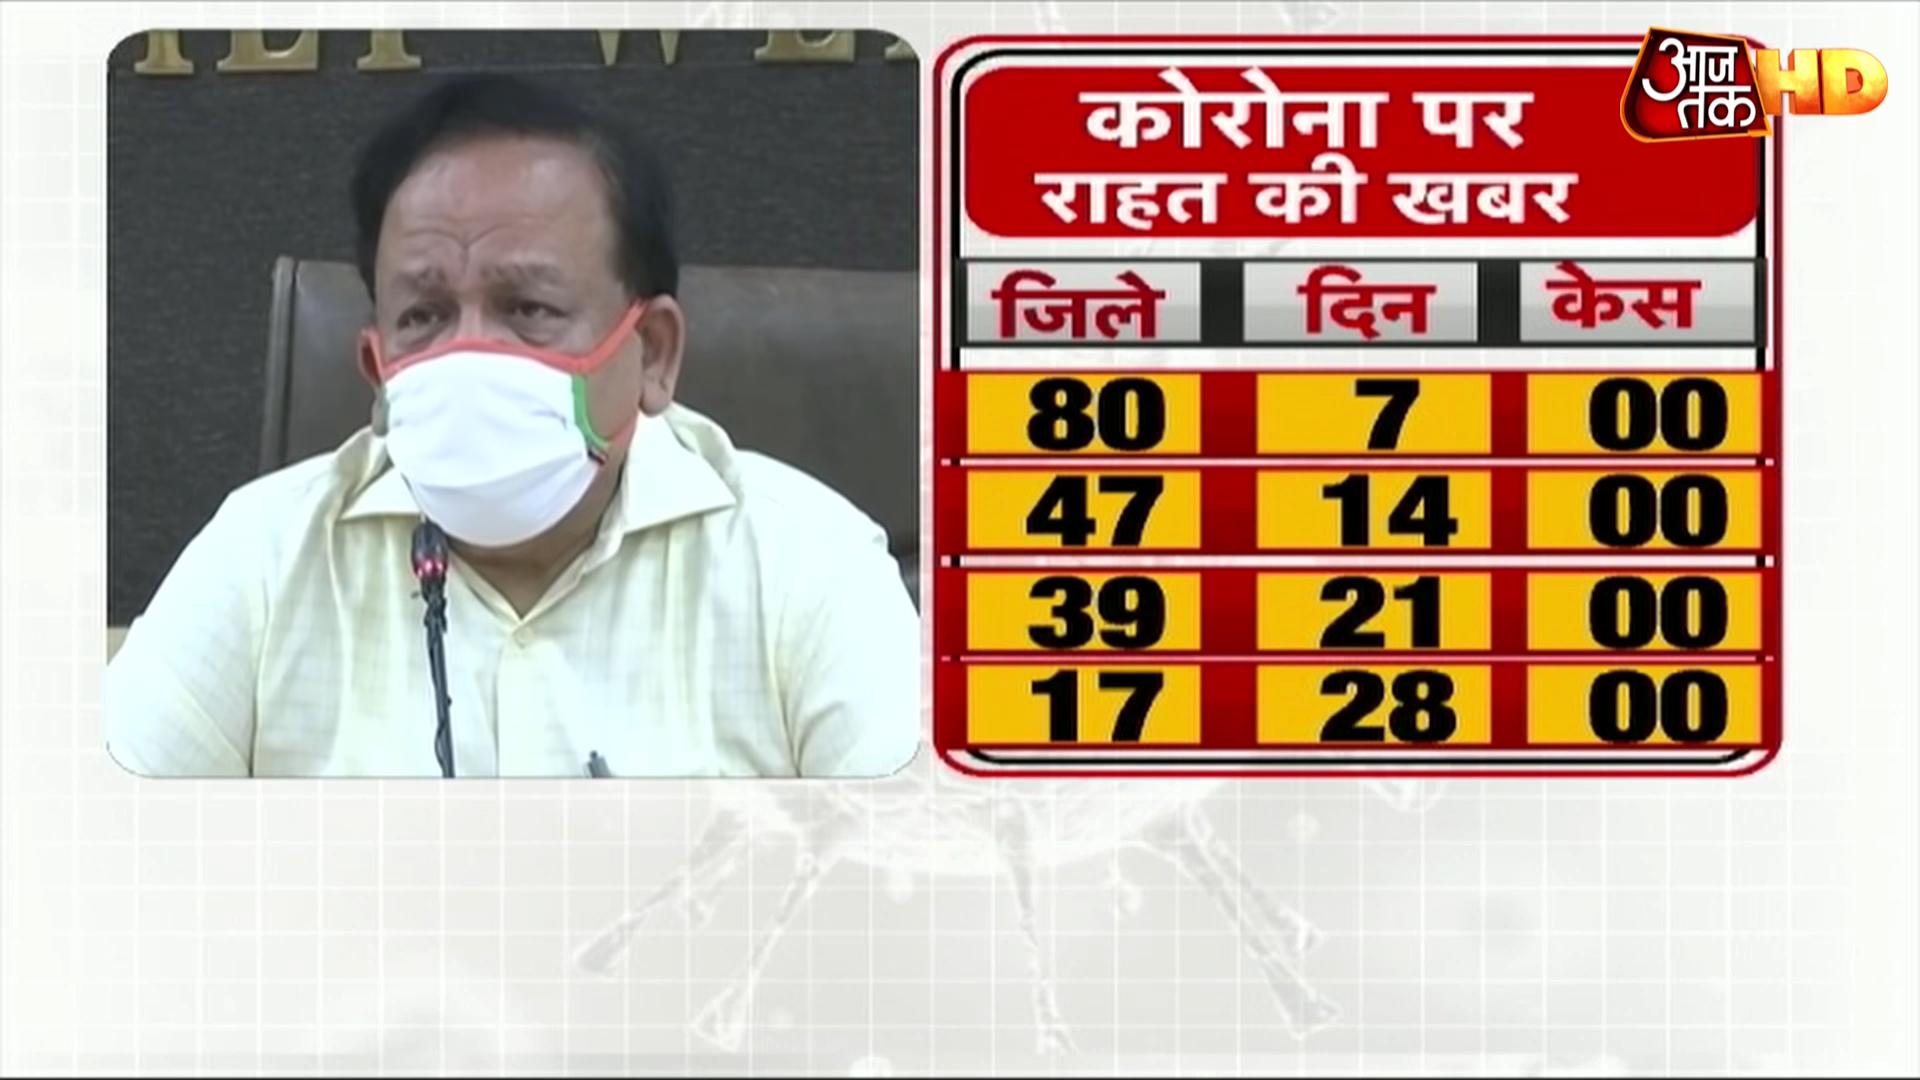 आज
तक HD
कोरोना पर
राहत की खबर
जिले दिन केस
80 7 00
47 14 00
39 21 00
17 28 00